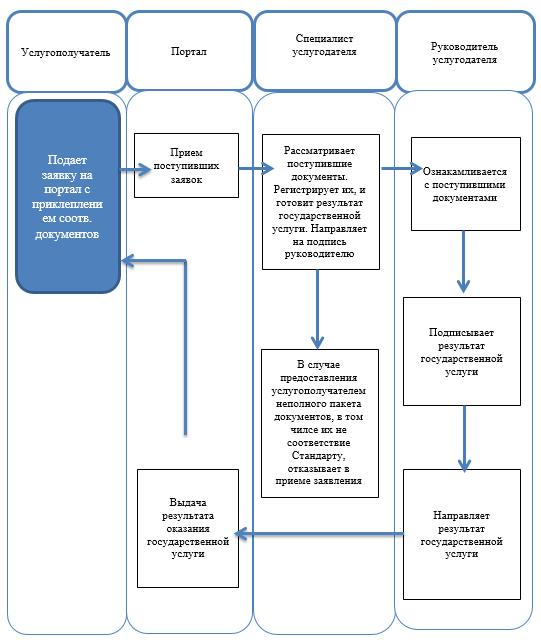 Услугополучатель
Портал
Специалист
услугодателя
Руководитель
услугодателя
Подает
заявку на
портал с
приклеплени
ем соотв.
документов
Прием
поступивших
заявок
Рассматривает
поступившие
документы.
Регистрирует их, и
готовит результат
государственной
услуги. Направляет
на подпись
руководителю
Ознакамливается
с поступившими
документами
Подписывает
результат
государственной
услуги
В случае
предоставления
услугополучателем
неполного пакета
документов, в том
чилсе их не
соответствие
Стандарту,
отказывает в
приеме заявления
Выдача
результата
оказания
государственной
услуги
Направляет
результат
государственной
услуги